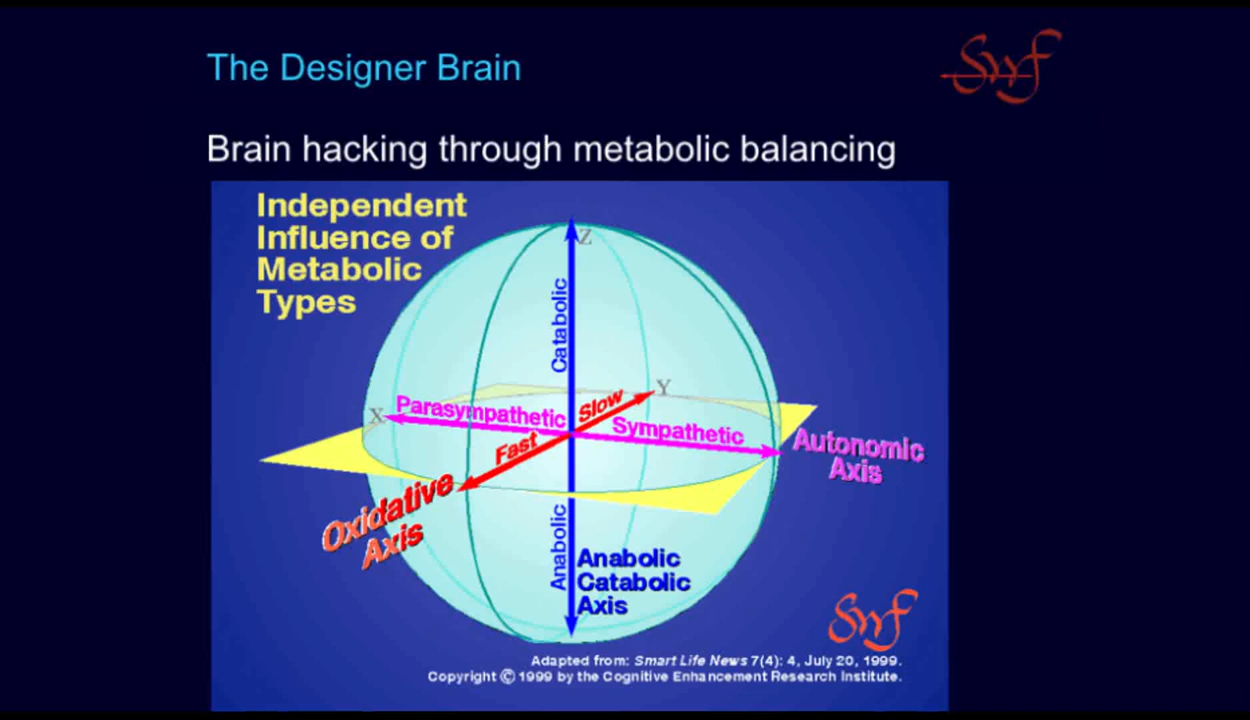 The Designer Brain
Swf
Brain hacking through metabolic balancing
Independent
Influence of
Metabolic
Types
Z
Catabolic
X
Parasympathetic
Slow
Y
Fast
Sympathetic
Autonomic
Axis
Oxidative
Axis
Anabolic
Anabolic
Catabolic
Axis
Swf
Adapted from: Smart Life News 7(4): 4, July 20, 1999.
Copyright © 1999 by the Cognitive Enhancement Research Institute.